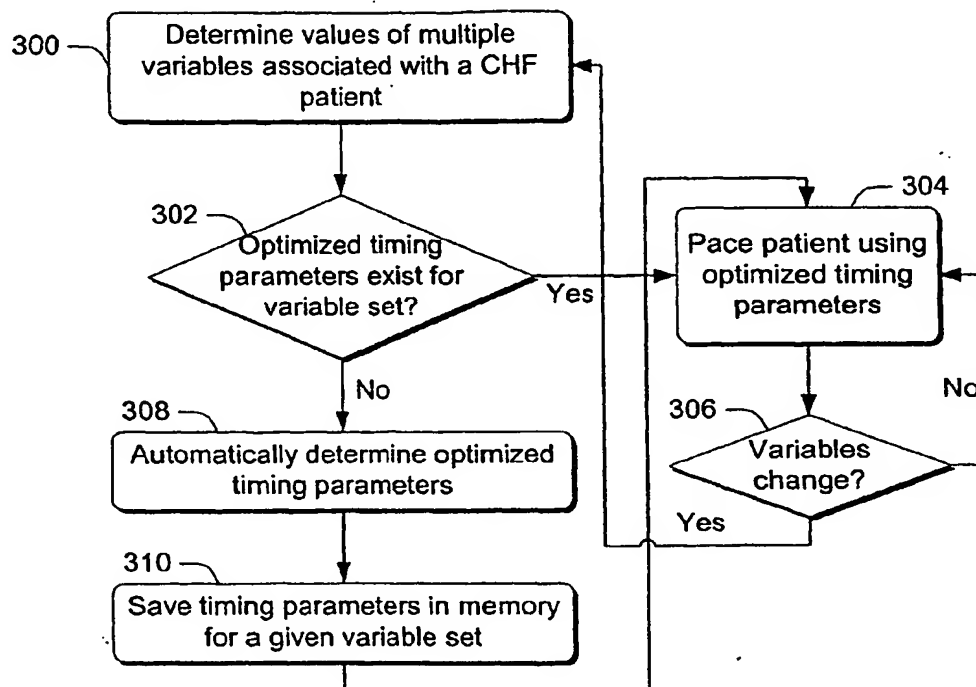 300
Determine values of multiple
variables associated with a CHF
patient
302
Optimized timing
parameters exist for
variable set?
Yes
No
304
Pace patient using
optimized timing
parameters
306
Variables
change?
No
Yes
308
Automatically determine optimized
timing parameters
310
Save timing parameters in memory
for a given variable set